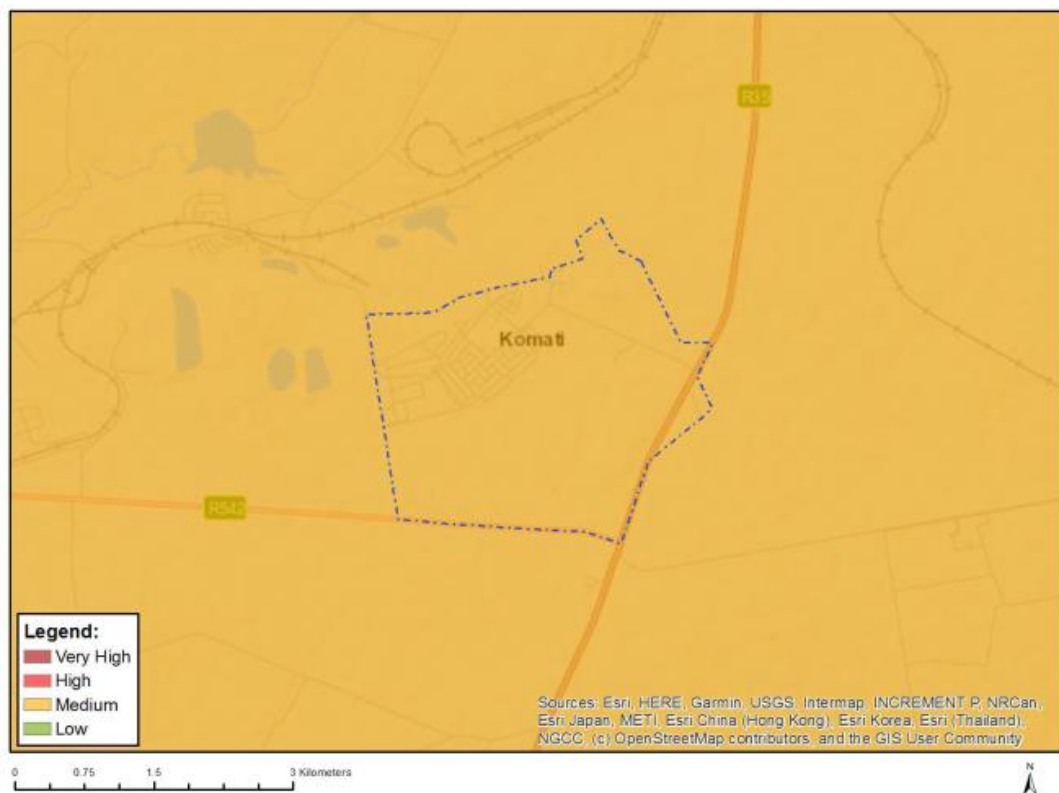 R35
Komati
R542
Legend:
Very High
High
Medium
Low
Sources: Esri, HERE, Garmin, USGS, Intermap, INCREMENT P, NRCan,
Esri Japan, METI, Esri China (Hong Kong), Esri Korea, Esri (Thailand),
NGCC, (c) OpenStreetMap contributors, and the GIS User Community
0 0.75 1.5 3 Kilometers
N